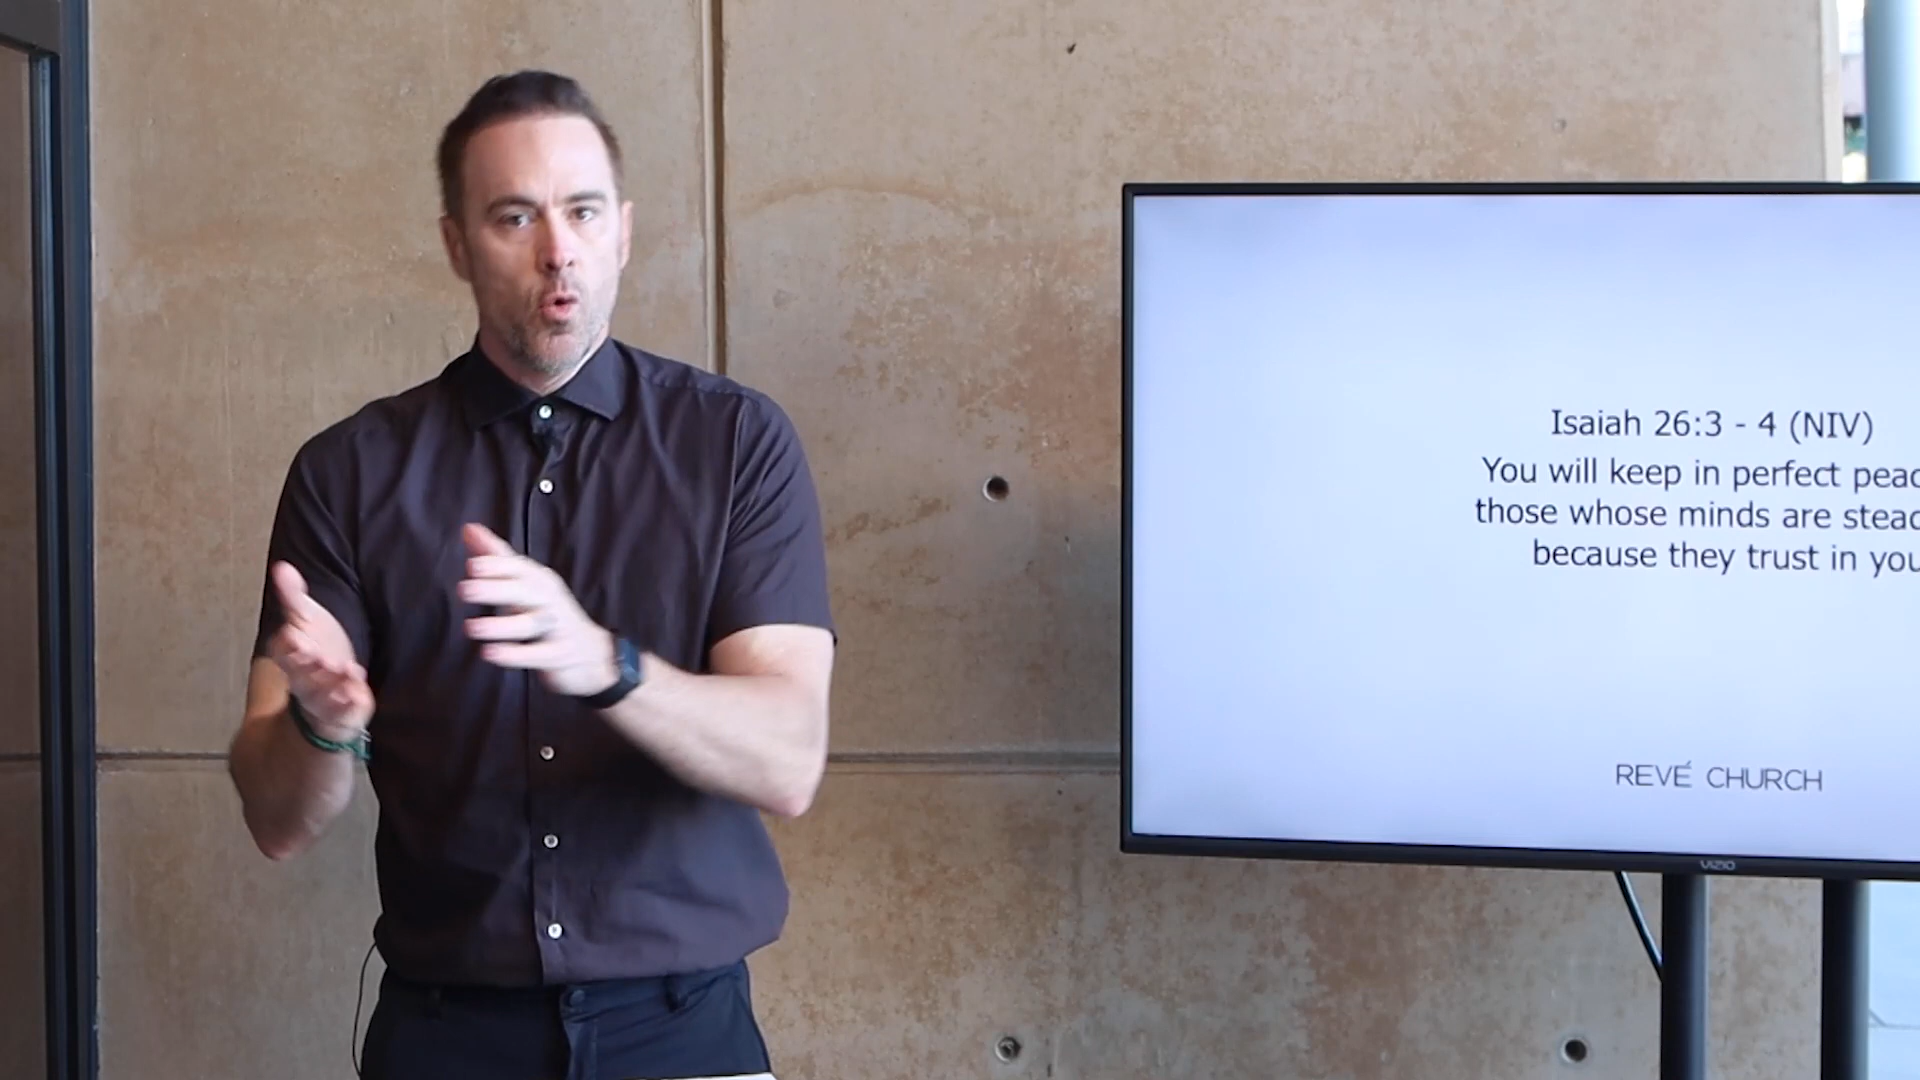 Isaiah 26:3 - 4 (NIV)
You will keep in perfect peac
those whose minds are stead
because they trust in you
REVÉ CHURCH
VIZIO